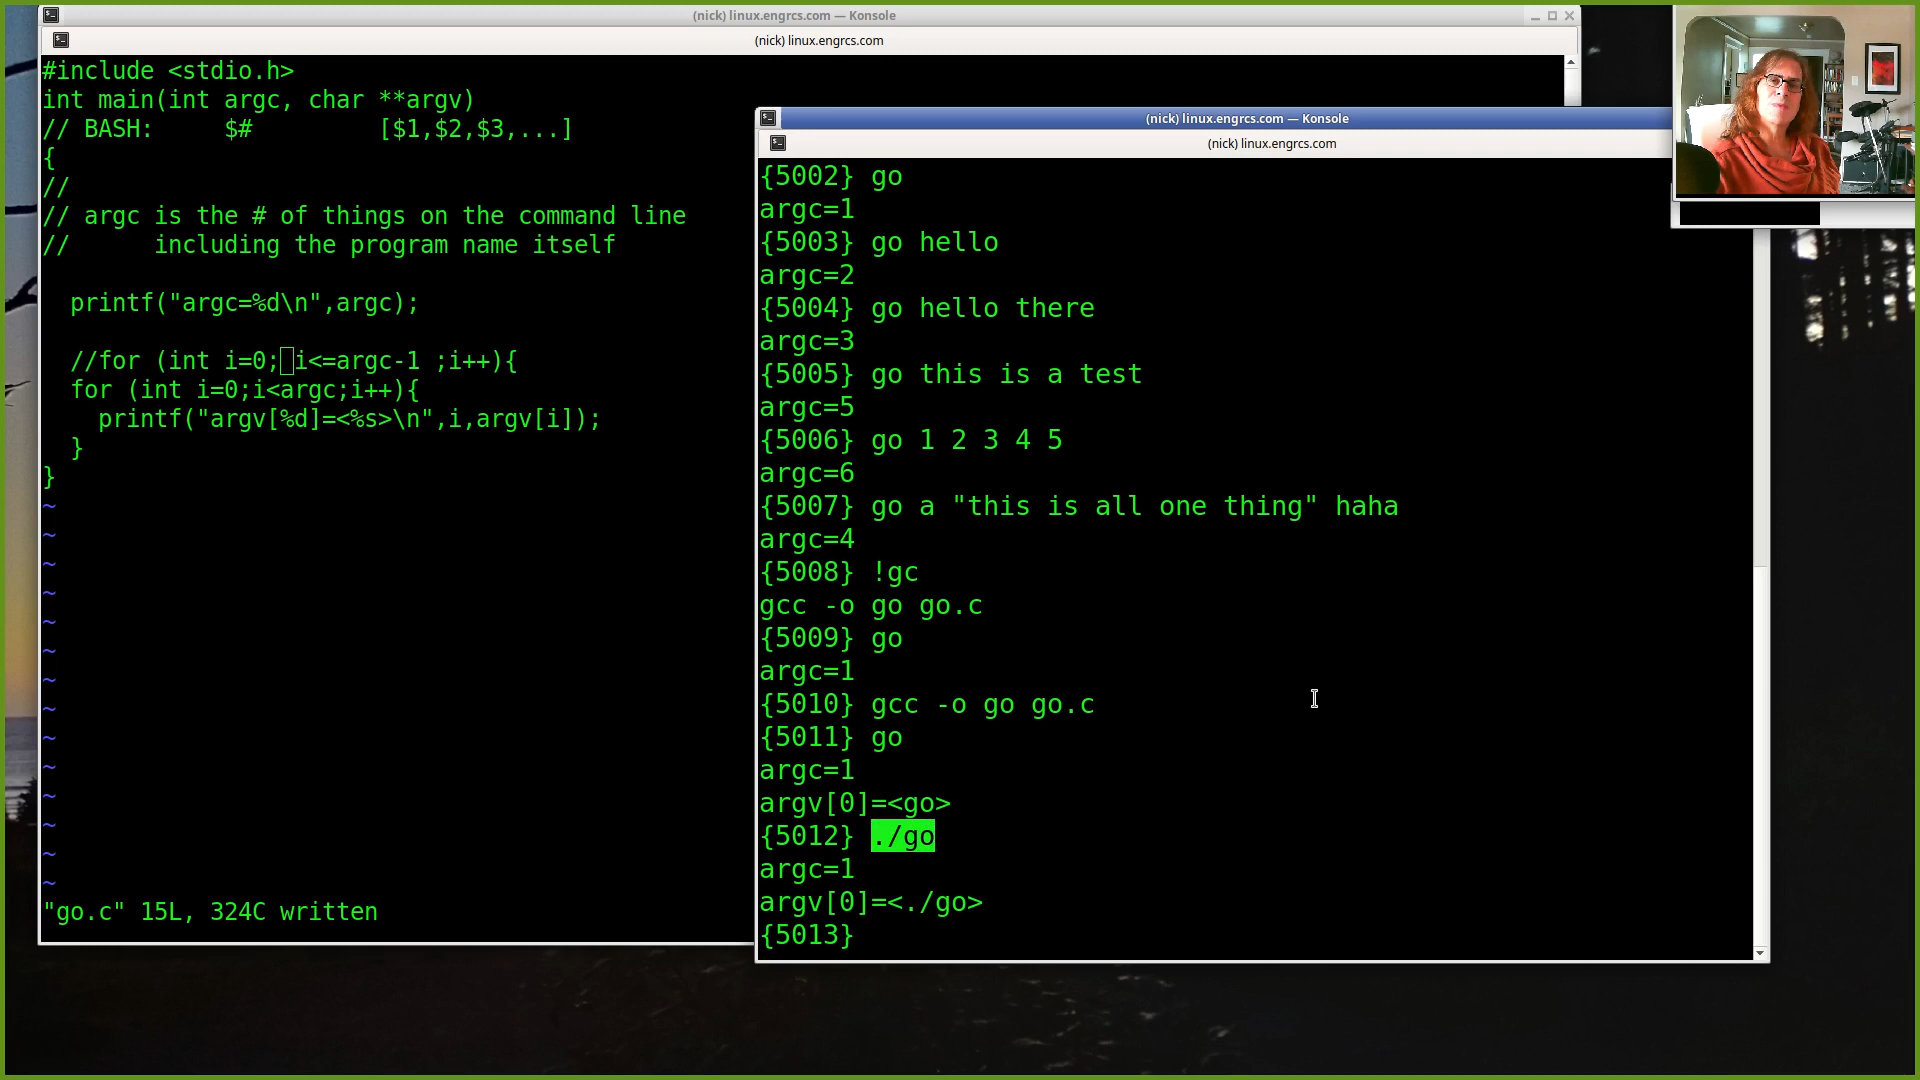 (nick) linux.engrcs.com — Konsole
(nick) linux.engrcs.com
#include <stdio.h>
int main(int argc, char **argv)
// BASH:     $#         [$1,$2,$3,...]
{
//
// argc is the # of things on the command line
//      including the program name itself
  printf("argc=%d\n",argc);
  //for (int i=0; i<=argc-1 ;i++){
  for (int i=0;i<argc;i++){
    printf("argv[%d]=<%s>\n",i,argv[i]);
  }
}
~
~
~
~
~
~
~
~
~
~
~
~
~
~
"go.c" 15L, 324C written
(nick) linux.engrcs.com — Konsole
(nick) linux.engrcs.com
{5002} go
argc=1
{5003} go hello
argc=2
{5004} go hello there
argc=3
{5005} go this is a test
argc=5
{5006} go 1 2 3 4 5
argc=6
{5007} go a "this is all one thing" haha
argc=4
{5008} !gc
gcc -o go go.c
{5009} go
argc=1
{5010} gcc -o go go.c
{5011} go
argc=1
argv[0]=<go>
{5012} ./go
argc=1
argv[0]=<./go>
{5013}